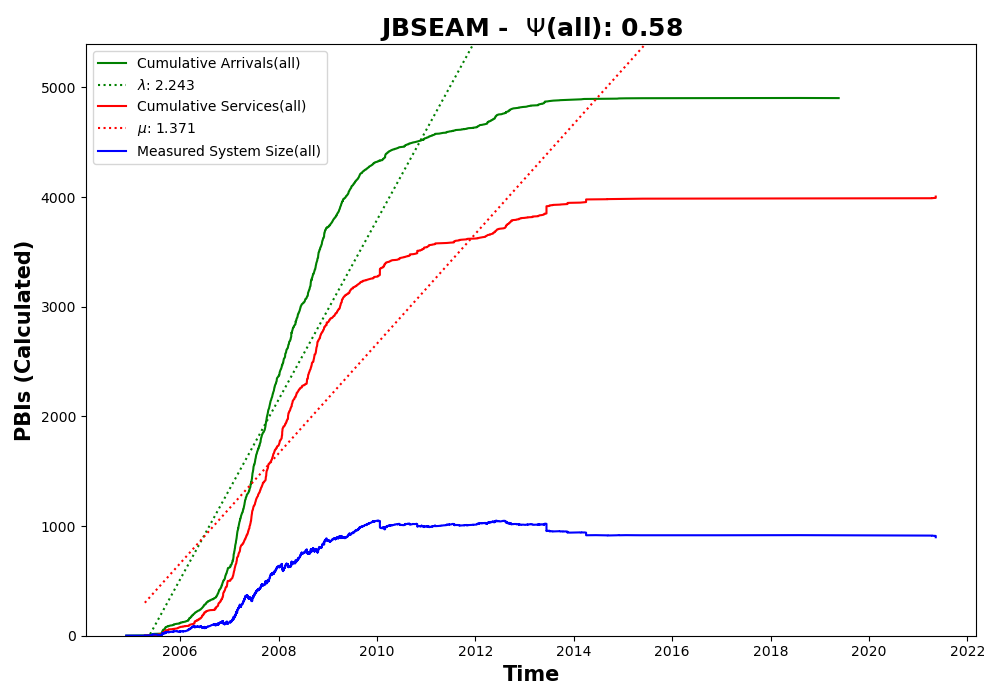 JBSEAM - Ψ(all): 0.58
Cumulative Arrivals(all)
λ: 2.243
Cumulative Services(all)
μ: 1.371
Measured System Size(all)
PBIs (Calculated)
5000
4000
3000
2000
1000
0
2006 2008 2010 2012 2014 2016 2018 2020 2022
Time